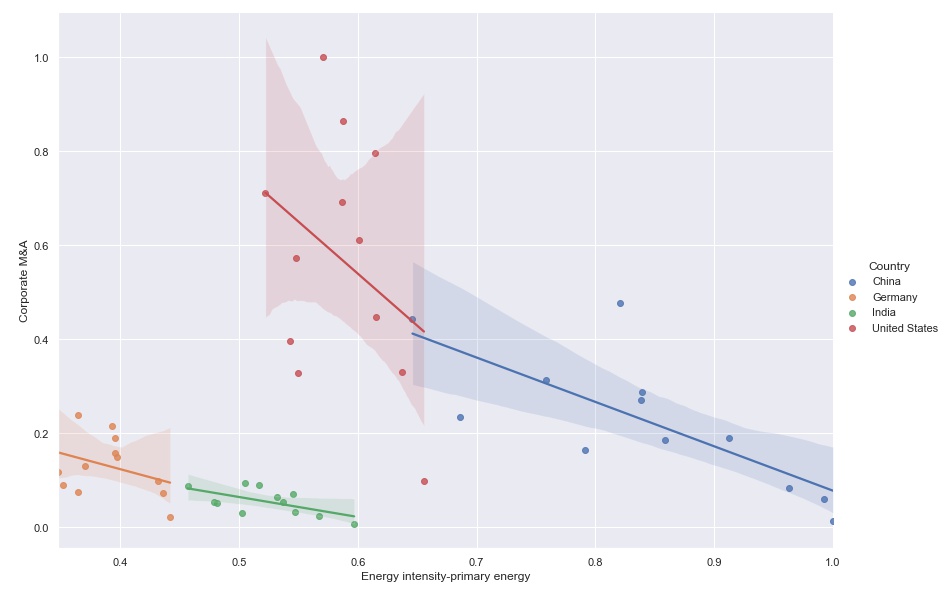 1.0
0.8
0.6
0.4
0.2
0.0
Corporate M&A
0.4 0.5 0.6 0.7 0.8 0.9 1.0
Energy intensity-primary energy
Country
China
Germany
India
United States